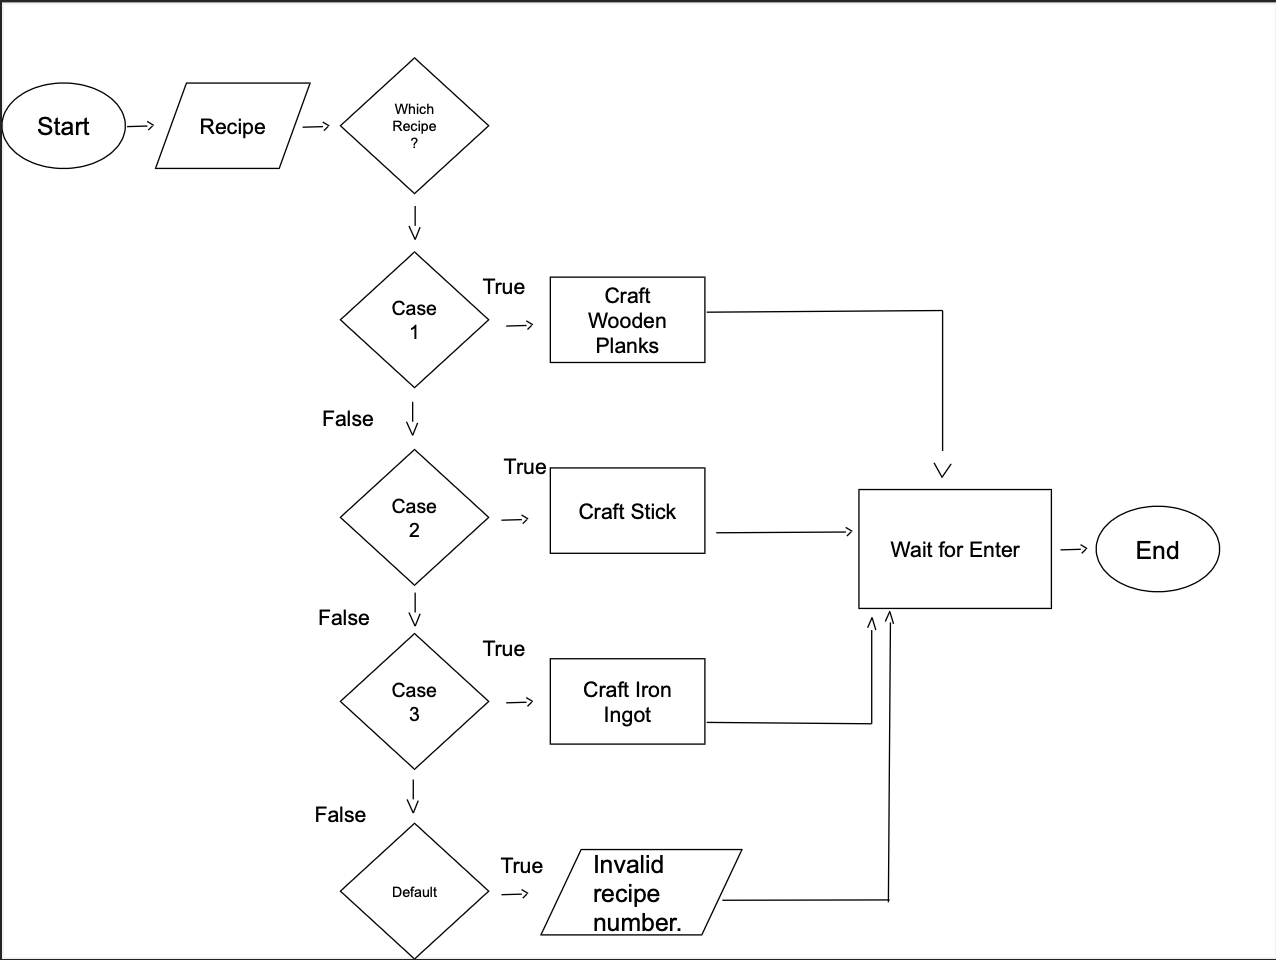 Start
Recipe
Which
Recipe
?
Case
1
True
Craft
Wooden
Planks
False
Case
2
True
Craft Stick
Wait for Enter
End
False
Case
3
True
Craft Iron
Ingot
False
Default
True
Invalid
recipe
number.